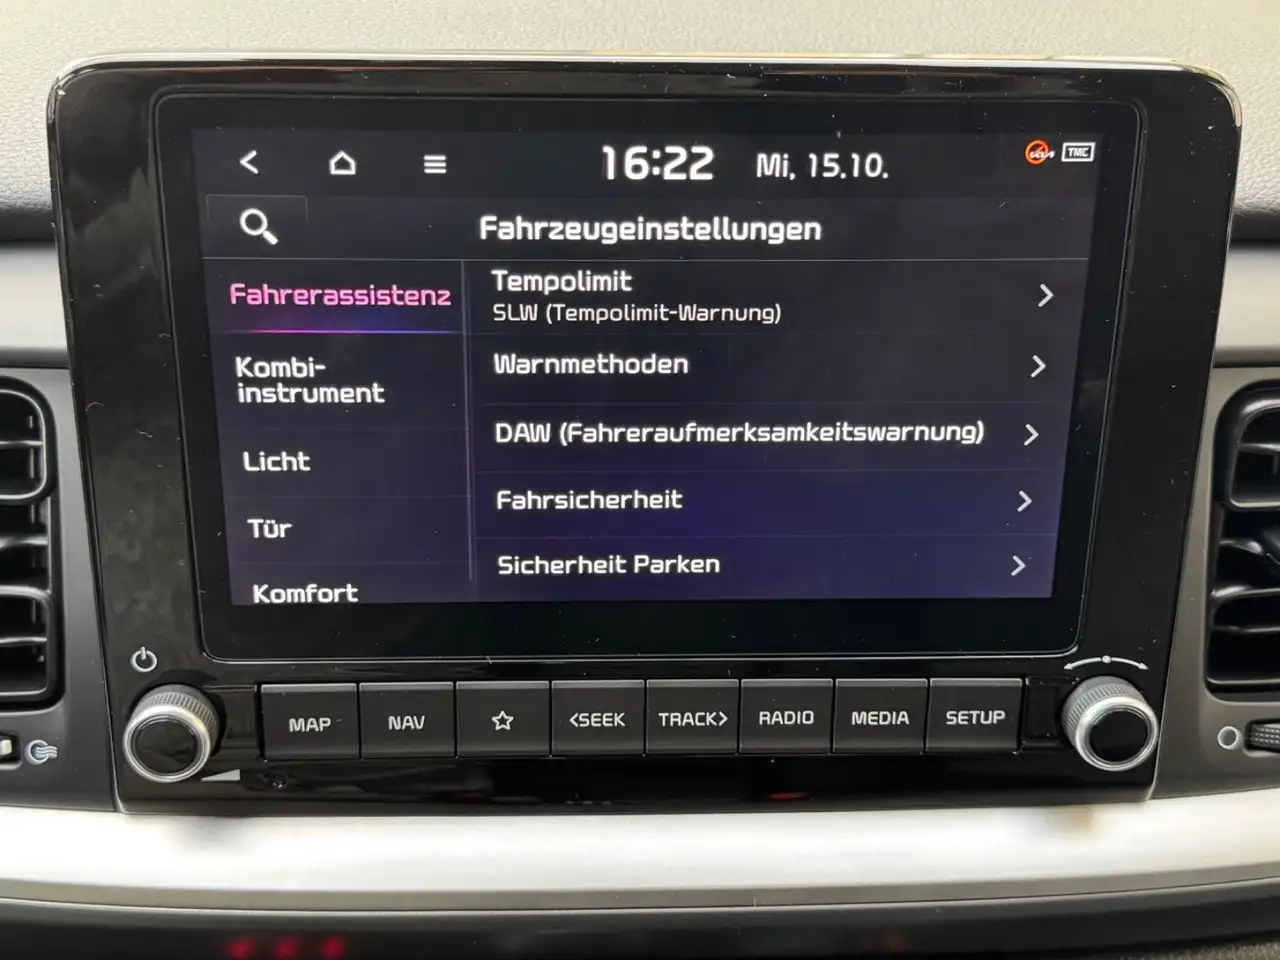 16:22 Mi, 15.10. TMC
Fahrzeugeinstellungen
Fahrerassistenz
Kombi-
instrument
Licht
Tür
Komfort
Tempolimit
SLW (Tempolimit-Warnung)
Warnmethoden
DAW (Fahreraufmerksamkeitswarnung)
Fahrsicherheit
Sicherheit Parken
MAP NAV <SEEK TRACK> RADIO MEDIA SETUP